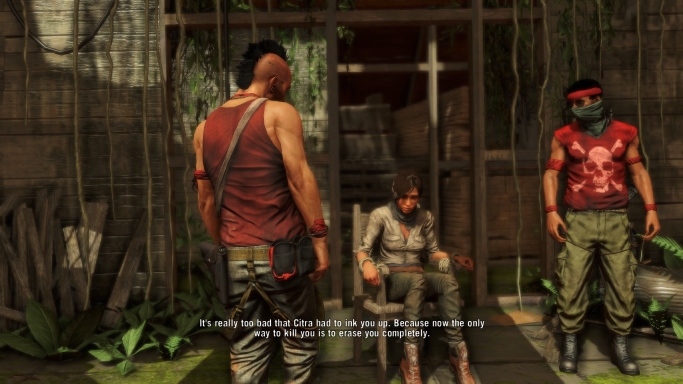 It's really too bad that Citra had to ink you up. Because now the only
way to kill you is to erase you completely.